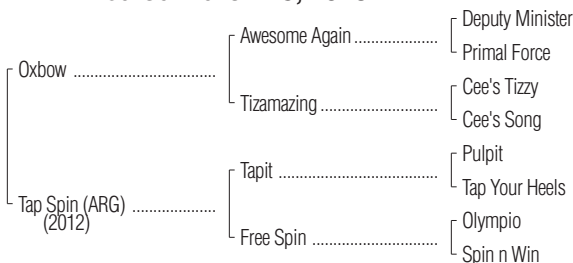 Deputy Minister
Awesome Again ..........................
Primal Force
Oxbow ..................................
Cee's Tizzy
Tizamazing .............................
Cee's Song
Pulpit
Tapit ......................................
Tap Your Heels
Tap Spin (ARG) ....................
(2012)
Olympio
Free Spin ...............................
Spin n Win